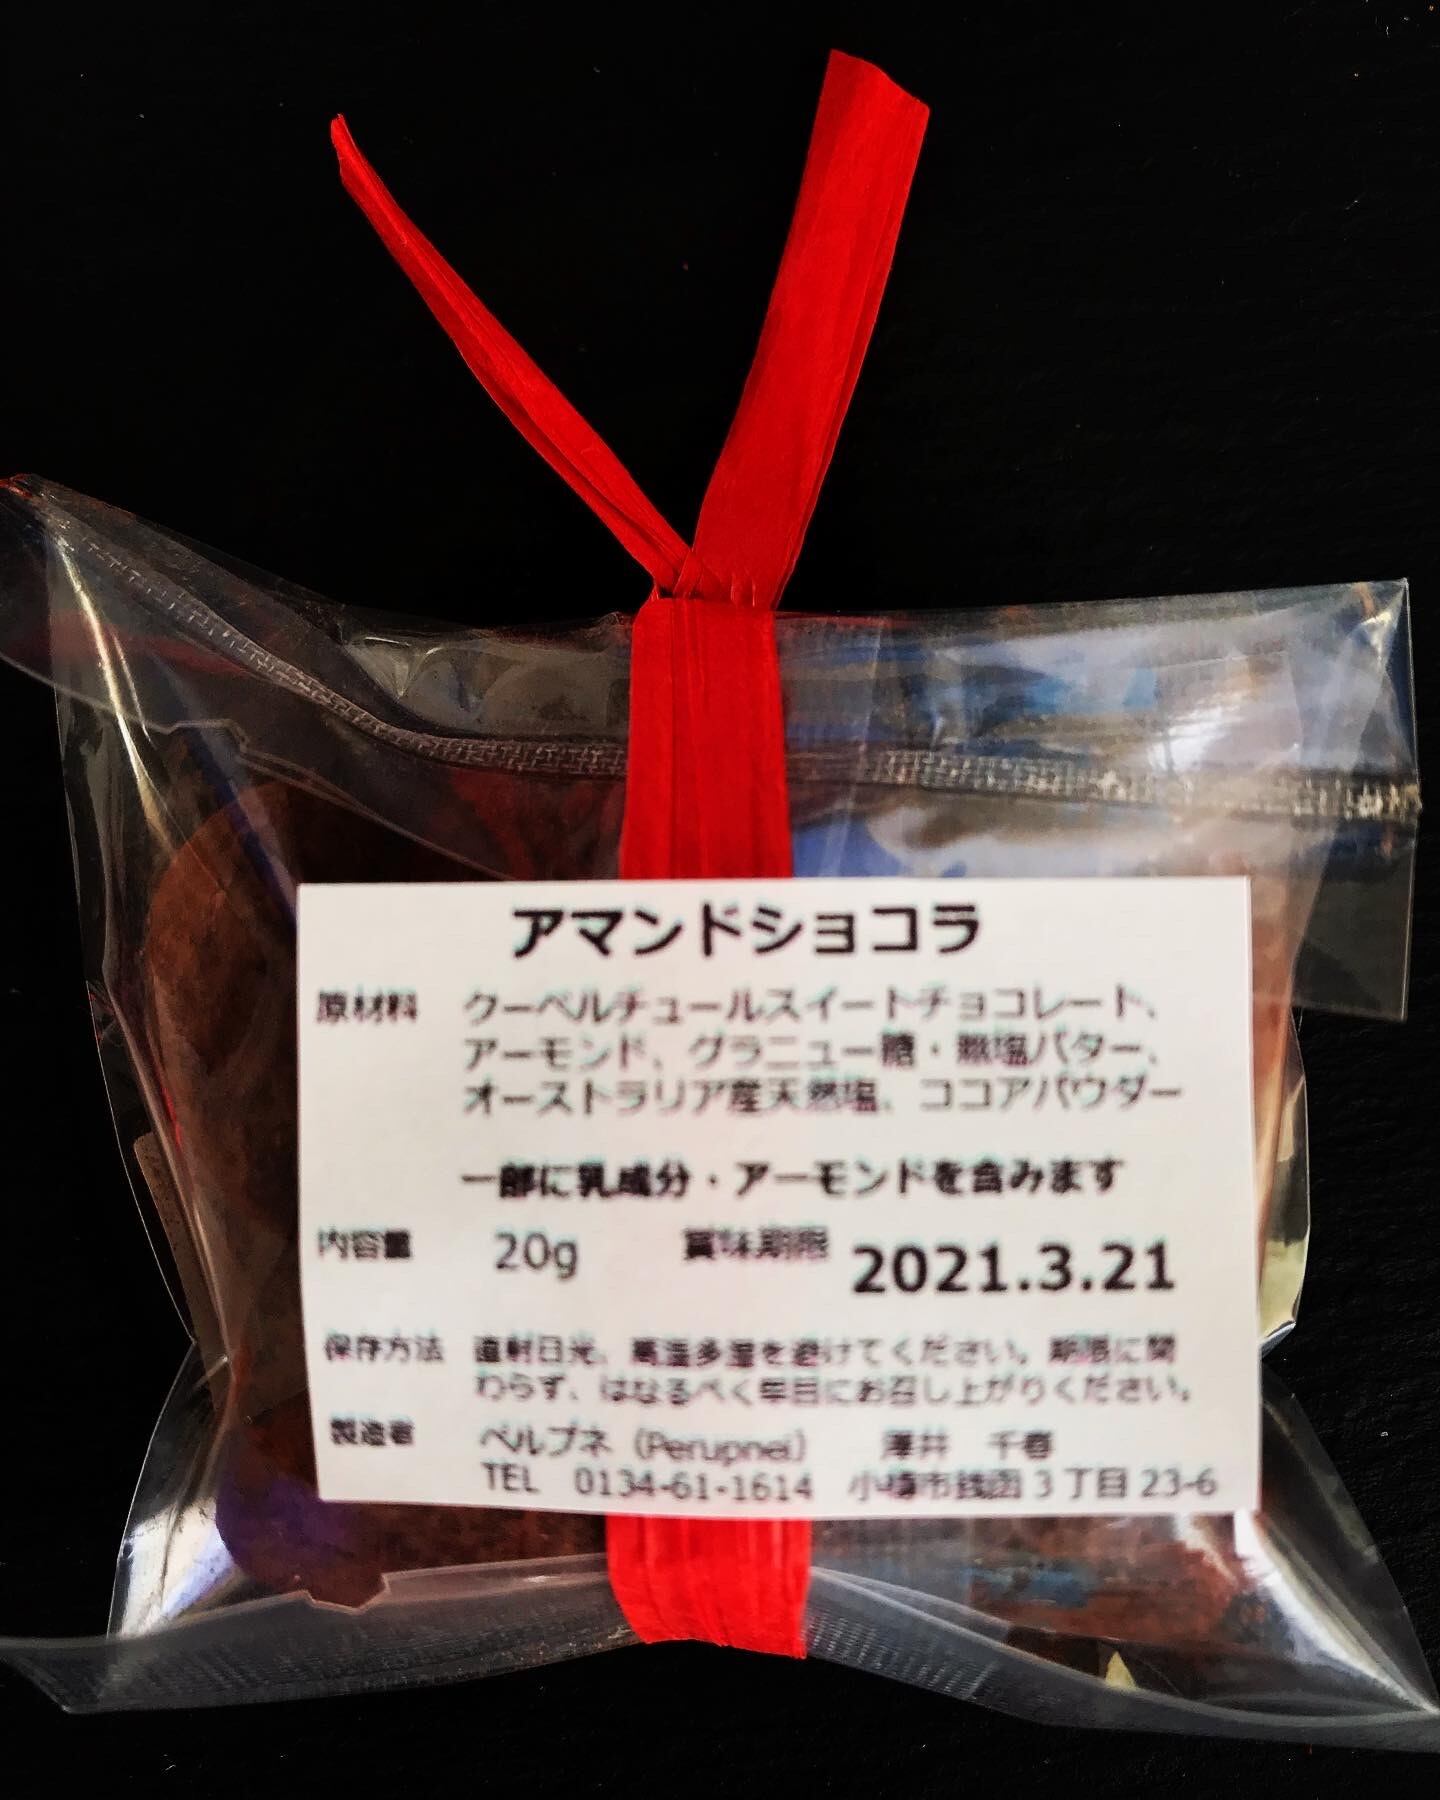 アマンドショコラ
原材料 クーベルチュールスイートチョコレート、
アーモンド、グラニュー糖・無塩バター、
オーストラリア産天然塩、ココアパウダー
一部に乳成分・アーモンドを含みます
内容量 20g 賞味期限 2021.3.21
保存方法 直射日光、高温多湿を避けてください。期限に関
わらず、はなるべく早目にお召し上がりください。
製造者 ペルプネ（Perupnei） 澤井 千春
TEL 0134-61-1614 小樽市銭函3丁目23-6